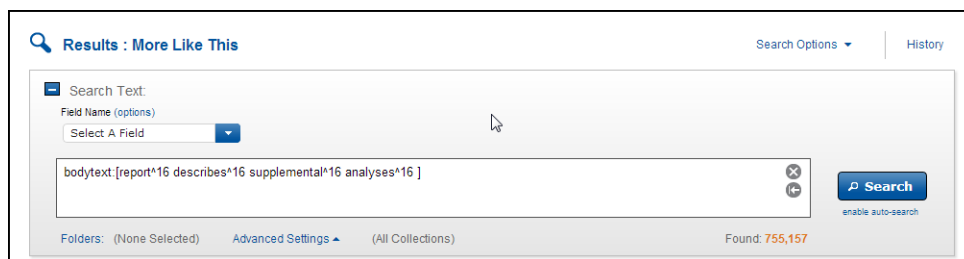 Results : More Like This
Search Options
History
Search Text:
Field Name (options)
Select A Field
bodytext:[report^16 describes^16 supplemental^16 analyses^16 ]
Search
enable auto-search
Folders: (None Selected) Advanced Settings (All Collections) Found: 755,157